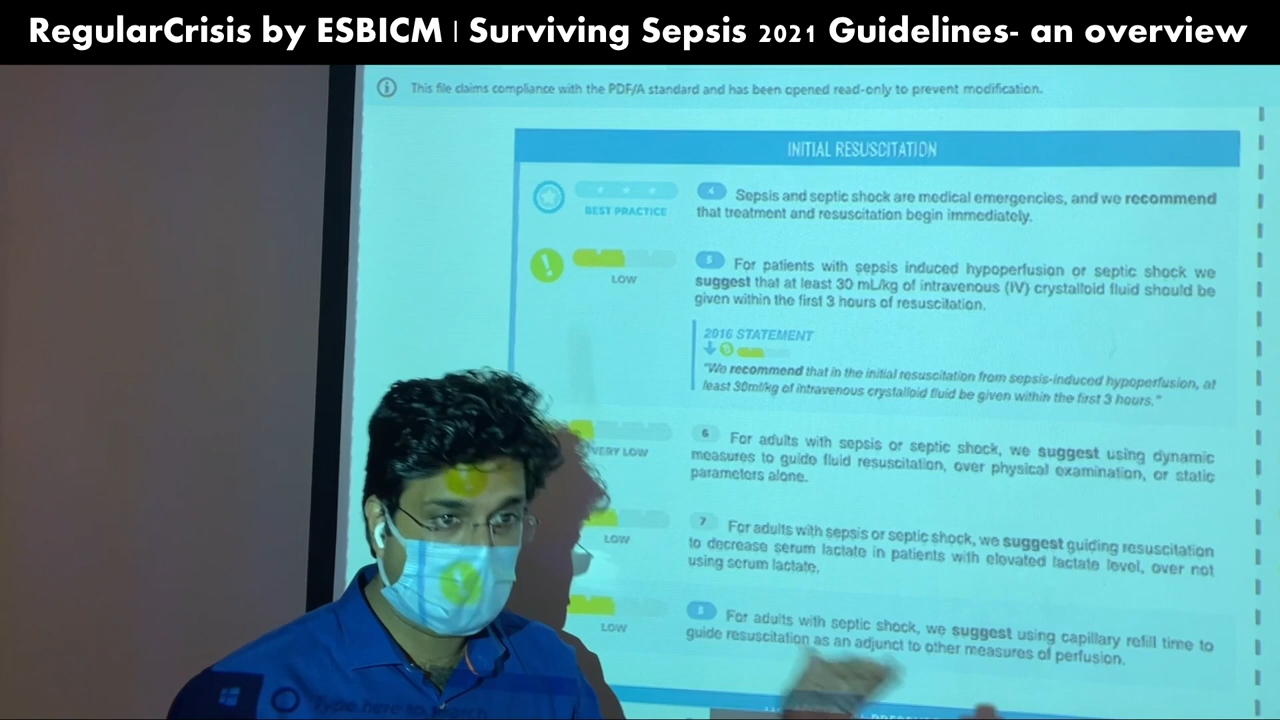 RegularCrisis by ESBICM | Surviving Sepsis 2021 Guidelines- an overview
This file claims compliance with the PDF/A standard and has been opened read-only to prevent modification.
INITIAL RESUSCITATION
BEST PRACTICE
4 Sepsis and septic shock are medical emergencies, and we recommend
that treatment and resuscitation begin immediately.
LOW
5 For patients with sepsis induced hypoperfusion or septic shock we
suggest that at least 30 mL/kg of intravenous (IV) crystalloid fluid should be
given within the first 3 hours of resuscitation.
2016 STATEMENT
"We recommend that in the initial resuscitation from sepsis-induced hypoperfusion, at
least 30ml/kg of intravenous crystalloid fluid be given within the first 3 hours."
VERY LOW
6 For adults with sepsis or septic shock, we suggest using dynamic
measures to guide fluid resuscitation, over physical examination, or static
parameters alone.
LOW
7 For adults with sepsis or septic shock, we suggest guiding resuscitation
to decrease serum lactate in patients with elevated lactate level, over not
using serum lactate.
LOW
8 For adults with septic shock, we suggest using capillary refill time to
guide resuscitation as an adjunct to other measures of perfusion.
Type here to search